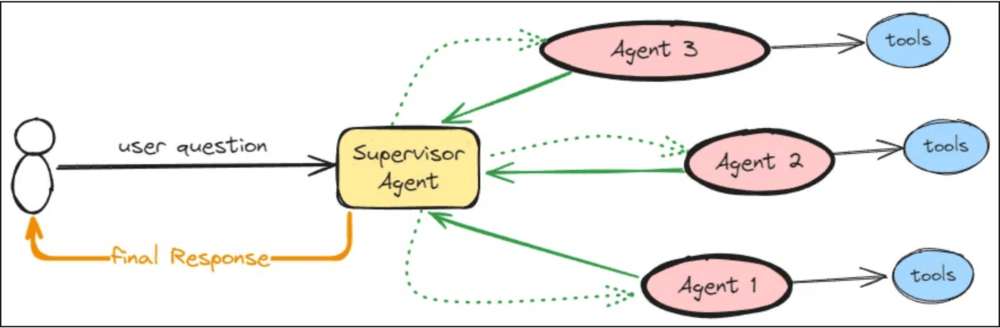 Agent 3
tools
user question
Supervisor
Agent
Agent 2
tools
final Response
Agent 1
tools